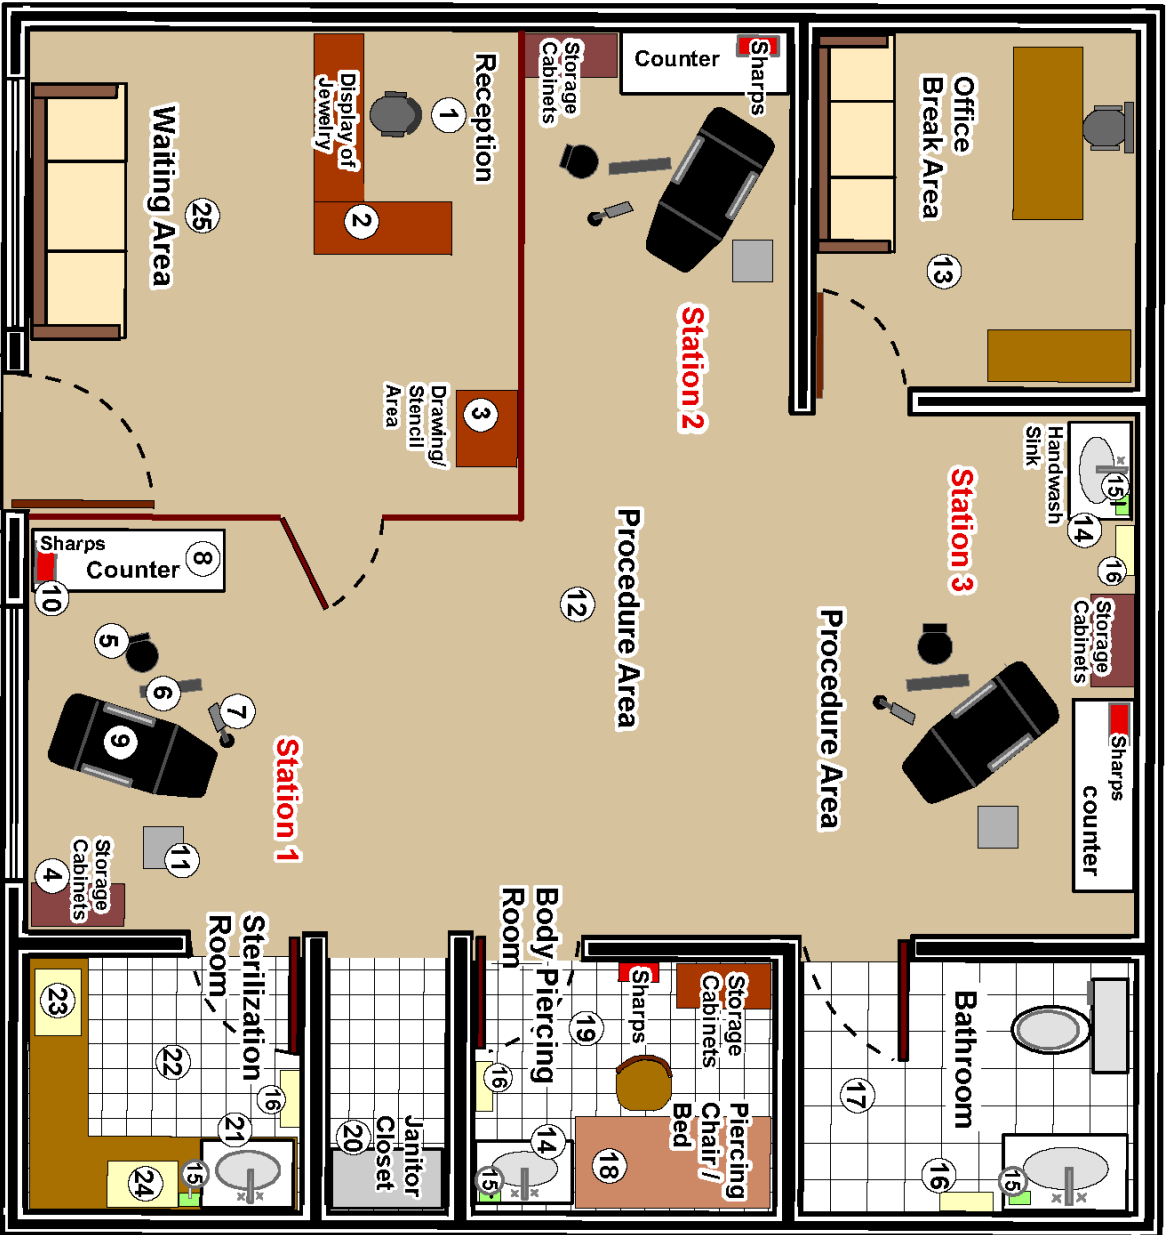 Waiting Area
25
Reception
1
Display of
Jewelry
2
Drawing/
Stencil
Area
3
Storage
Cabinets
Counter
Sharps
Station 2
Office
Break Area
13
Handwash
Sink
15
14
16
Station 3
Storage
Cabinets
Sharps
counter
Procedure Area
Procedure Area
12
Sharps
Counter
8
10
5
6
7
9
Station 1
11
Storage
Cabinets
4
Sterilization
Room
23
22
16
21
15
24
Janitor
Closet
20
Body Piercing
Room
19
Sharps
Storage
Cabinets
16
14
15
Piercing
Chair /
Bed
18
Bathroom
17
16
15